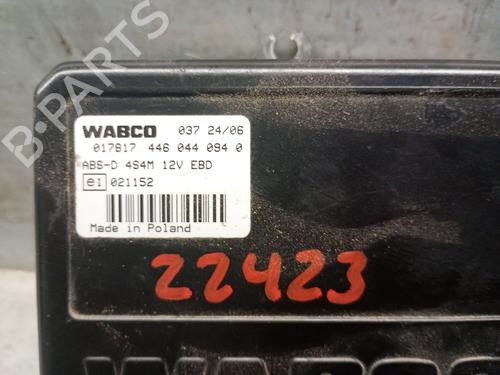 B-PARTS
WABCO 037 24/06
017817 446 044 094 0
ABS-D 4S4M 12V EBD
e1 021152
Made in Poland
22423
WABCO